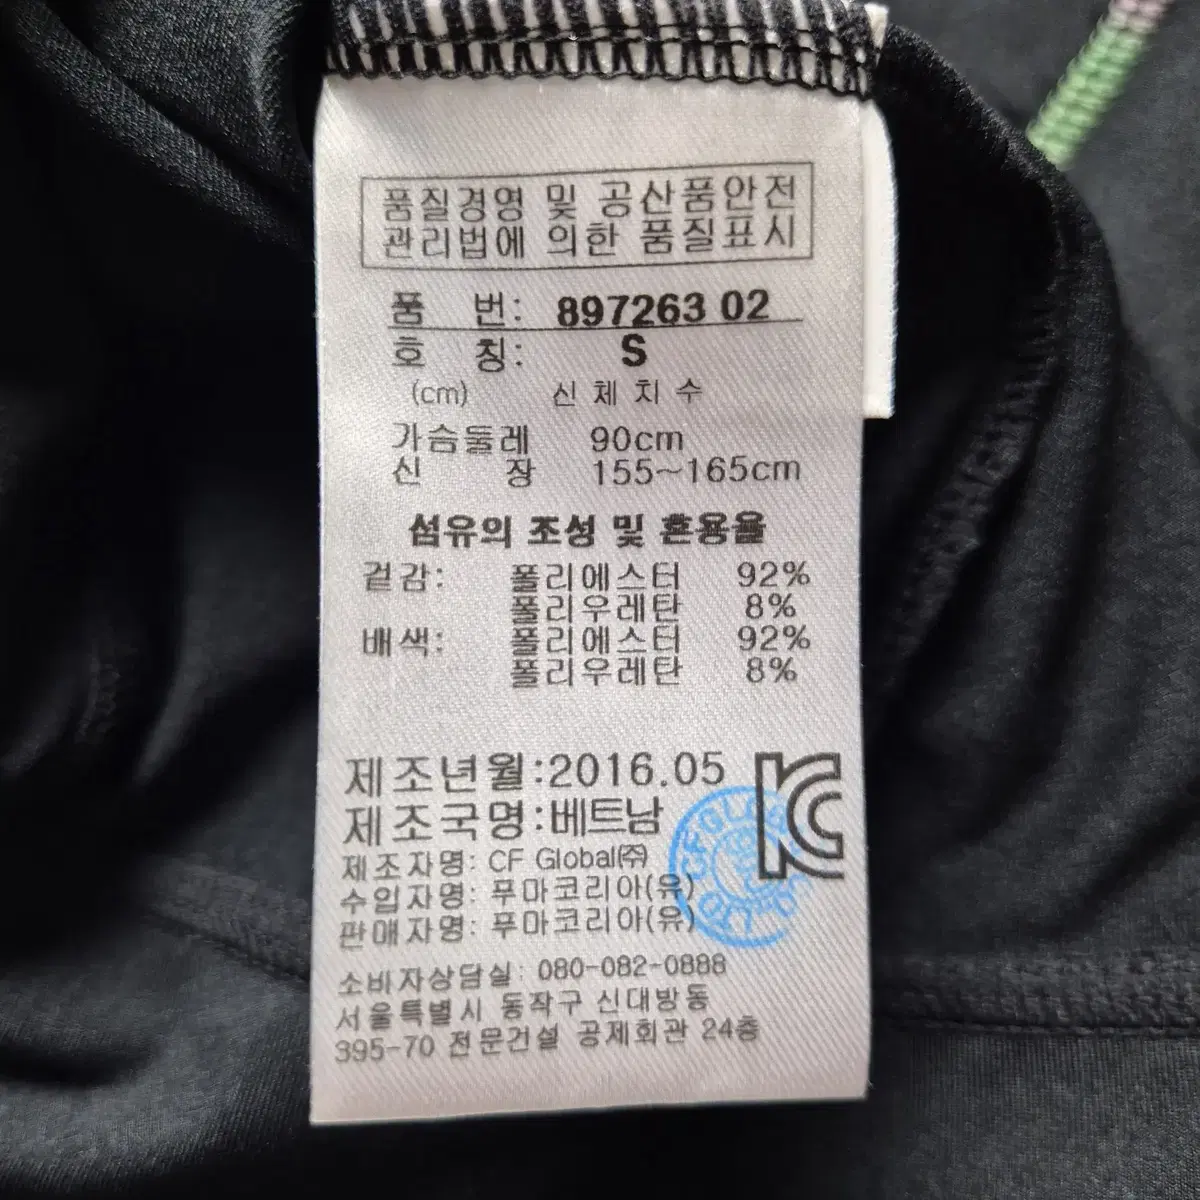 품질경영 및 공산품안전
관리법에 의한 품질표시
품 번: 897263 02
호 칭: S
(cm) 신 체 치 수
가슴둘레 90cm
신 장 155~165cm
섬유의 조성 및 혼용율
겉감: 폴리에스터 92%
폴리우레탄 8%
배색: 폴리에스터 92%
폴리우레탄 8%
제조년월:2016.05
제조국명:베트남
제조자명: CF Global(주)
수입자명: 푸마코리아(유)
판매자명: 푸마코리아(유)
소비자상담실: 080-082-0888
서울특별시 동작구 신대방동
395-70 전문건설 공제회관 24층